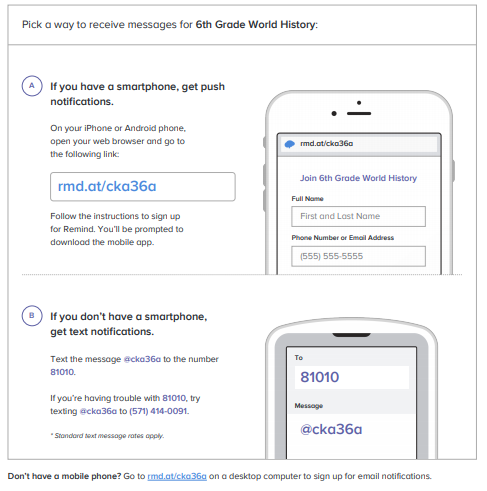 Pick a way to receive messages for 6th Grade World History:
A
If you have a smartphone, get push
notifications.
On your iPhone or Android phone,
open your web browser and go to
the following link:
rmd.at/cka36a
Follow the instructions to sign up
for Remind. You'll be prompted to
download the mobile app.
rmd.at/cka36a
Join 6th Grade World History
Full Name
First and Last Name
Phone Number or Email Address
(555) 555-5555
B
If you don't have a smartphone,
get text notifications.
Text the message @cka36a to the number
81010.
If you're having trouble with 81010, try
texting @cka36a to (571) 414-0091.
* Standard text message rates apply.
To
81010
Message
@cka36a
Don't have a mobile phone? Go to rmd.at/cka36a on a desktop computer to sign up for email notifications.